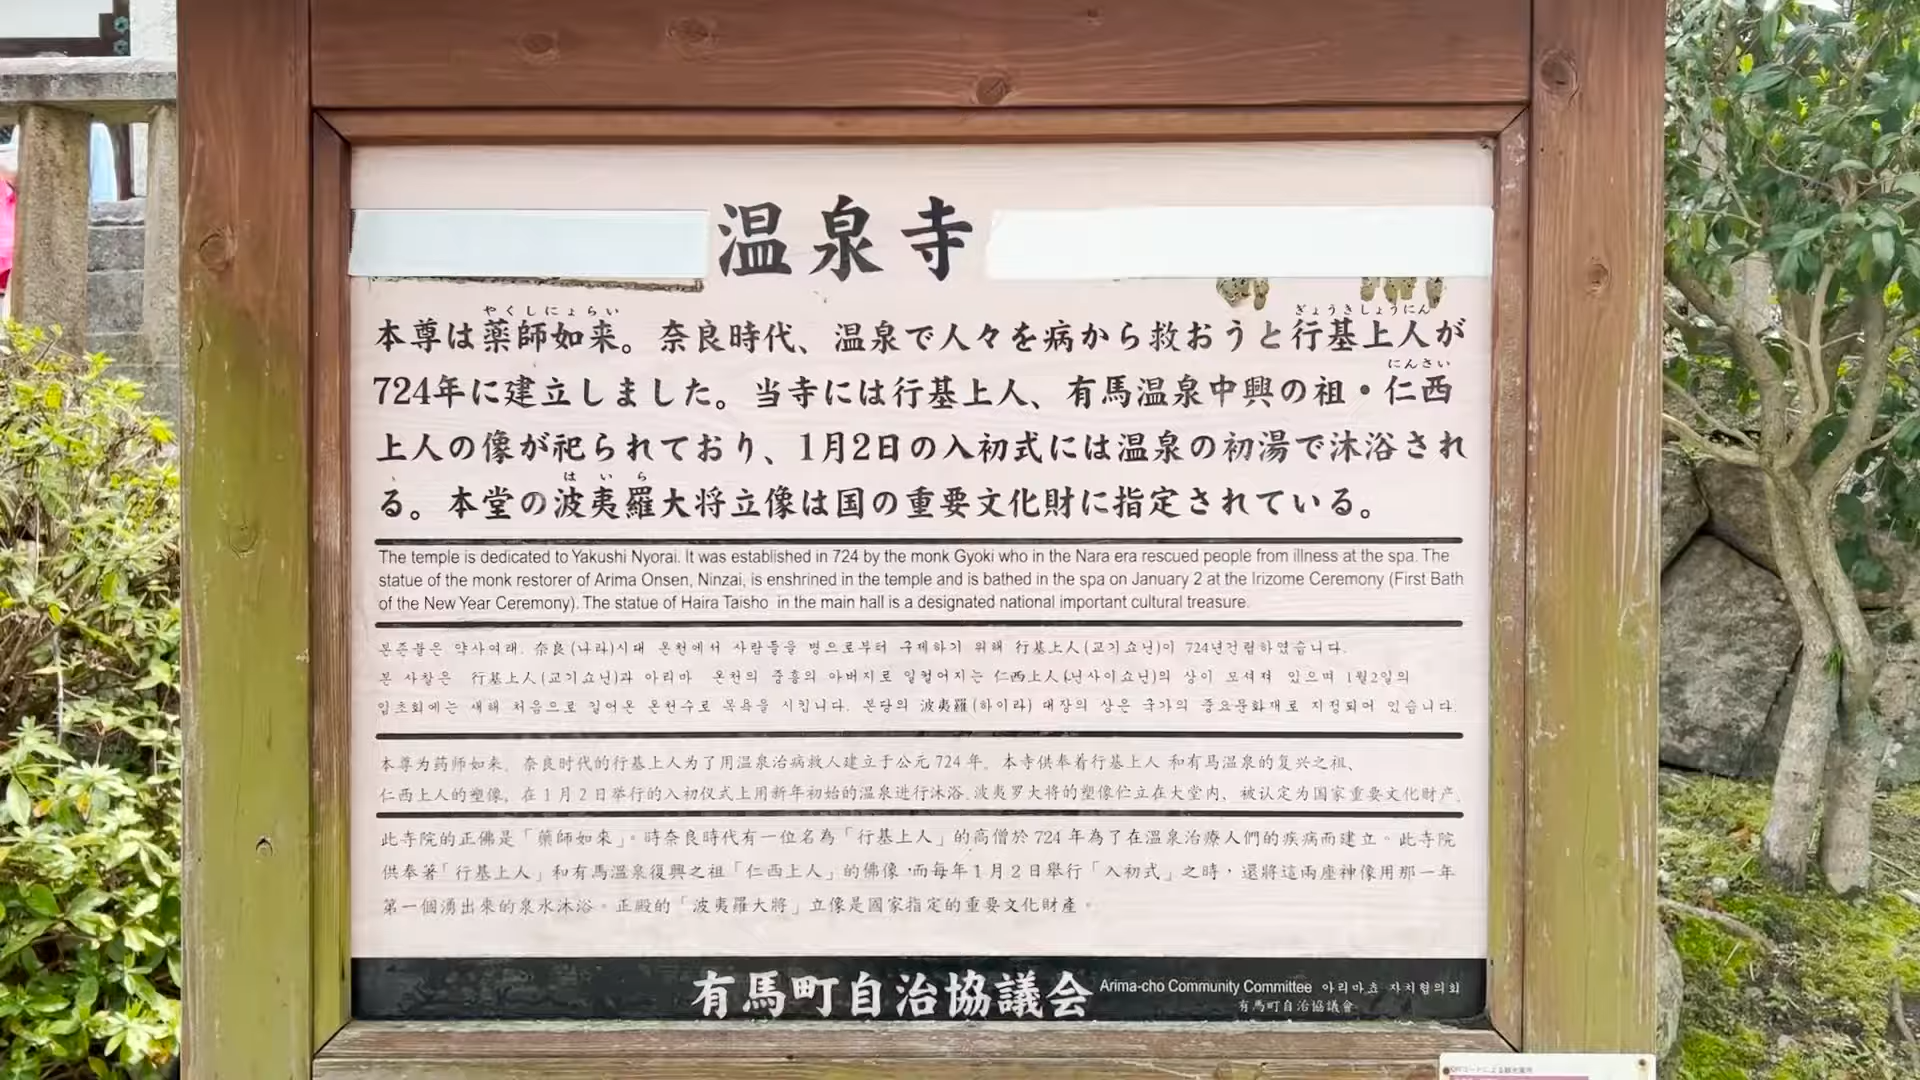 温泉寺
やくしにょらい ぎょうきしょうにん
本尊は薬師如来。奈良時代、温泉で人々を病から救おうと行基上人が
にんさい
724年に建立しました。当寺には行基上人、有馬温泉中興の祖・仁西
上人の像が祀られており、1月2日の入初式には温泉の初湯で沐浴され
はいら
る。本堂の波夷羅大将立像は国の重要文化財に指定されている。
The temple is dedicated to Yakushi Nyorai. It was established in 724 by the monk Gyoki who in the Nara era rescued people from illness at the spa. The
statue of the monk restorer of Arima Onsen, Ninzai, is enshrined in the temple and is bathed in the spa on January 2 at the Irizome Ceremony (First Bath
of the New Year Ceremony). The statue of Haira Taisho in the main hall is a designated national important cultural treasure.
본존불은 약사여래. 奈良(나라)시대 온천에서 사람들을 병으로부터 구제하기 위해 行基上人(교기쇼닌)이 724년건립하였습니다.
본 사찰은 行基上人(교기쇼닌)과 아리마 온천의 중흥의 아버지로 일컬어지는 仁西上人(닌사이쇼닌)의 상이 모셔져 있으며 1월2일의
입초회에는 새해 처음으로 길어온 온천수로 목욕을 시킵니다. 본당의 波夷羅(하이라) 대장의 상은 국가의 중요문화재로 지정되어 있습니다.
本尊为药师如来。奈良时代的行基上人为了用温泉治病救人建立于公元724年。本寺供奉着行基上人 和有马温泉的复兴之祖、
仁西上人的塑像。在1月2日举行的入初仪式上用新年初始的温泉进行沐浴。波夷罗大将的塑像伫立在大堂内、被认定为国家重要文化财产。
此寺院的正佛是「藥師如来」。時奈良時代有一位名為「行基上人」的高僧於724年為了在溫泉治療人們的疾病而建立。此寺院
供奉著「行基上人」和有馬溫泉復興之祖「仁西上人」的佛像，而每年1月2日舉行「入初式」之時，還將這兩座神像用那一年
第一個湧出來的泉水沐浴。正殿的「波夷羅大將」立像是國家指定的重要文化財產。
有馬町自治協議会 Arima-cho Community Committee 아리마쵸 자치협의회
有馬町自治協議會